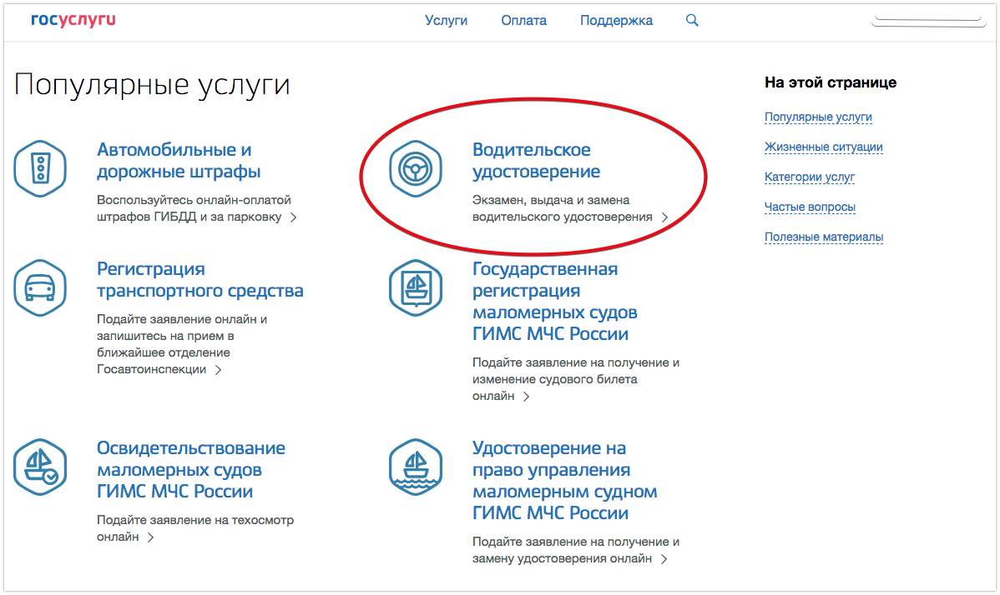 госуслуги
Услуги
Оплата
Поддержка
Популярные услуги
Автомобильные и
дорожные штрафы
Воспользуйтесь онлайн-оплатой
штрафов ГИБДД и за парковку
Водительское
удостоверение
Экзамен, выдача и замена
водительского удостоверения
Регистрация
транспортного средства
Подайте заявление онлайн и
запишитесь на прием в
ближайшее отделение
Госавтоинспекции
Государственная
регистрация
маломерных судов
ГИМС МЧС России
Подайте заявление на получение и
изменение судового билета
онлайн
Освидетельствование
маломерных судов
ГИМС МЧС России
Подайте заявление на техосмотр
онлайн
Удостоверение на
право управления
маломерным судном
ГИМС МЧС России
Подайте заявление на получение и
замену удостоверения онлайн
На этой странице
Популярные услуги
Жизненные ситуации
Категории услуг
Частые вопросы
Полезные материалы